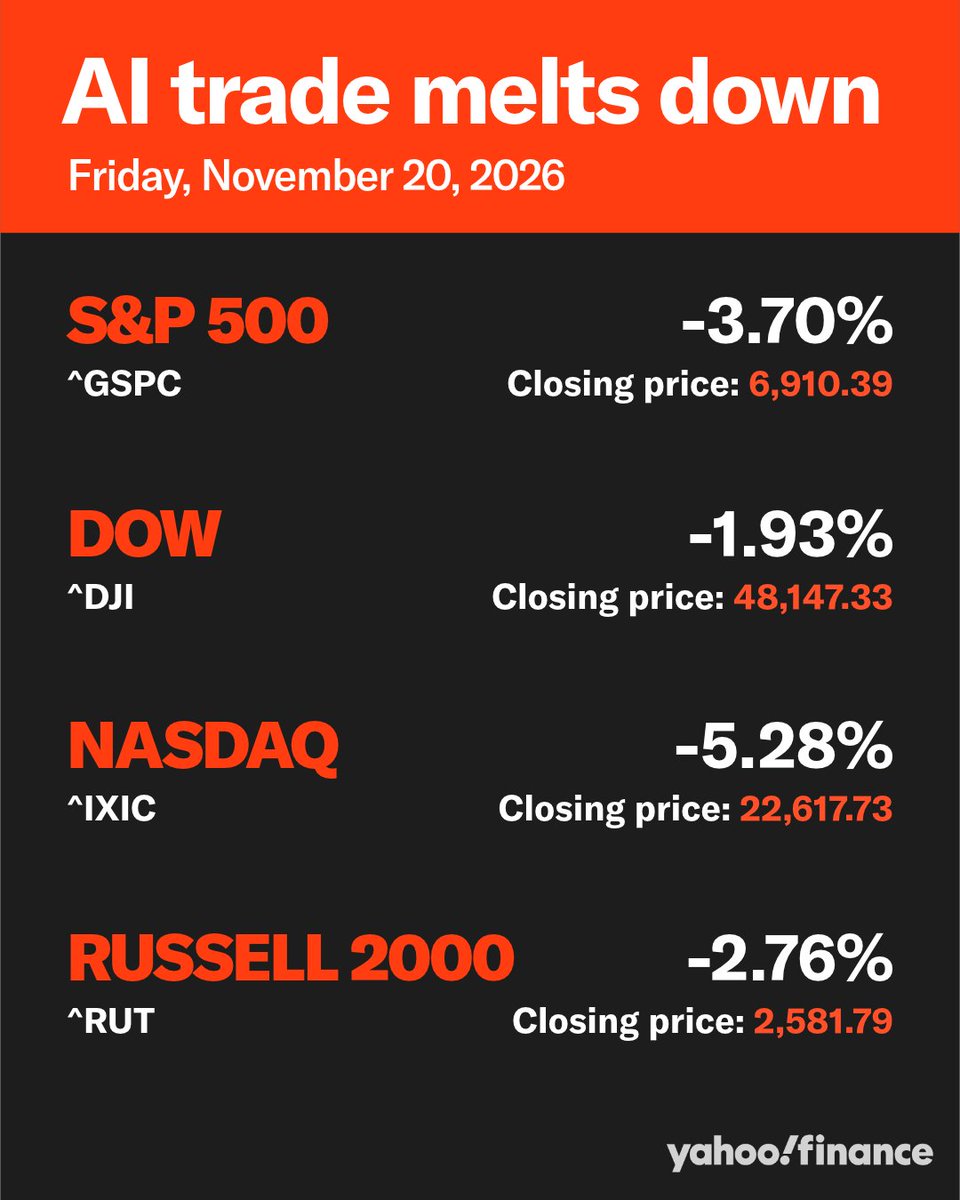 AI trade melts down
Friday, November 20, 2026
S&P 500 -3.70%
^GSPC Closing price: 6,910.39
DOW -1.93%
^DJI Closing price: 48,147.33
NASDAQ -5.28%
^IXIC Closing price: 22,617.73
RUSSELL 2000 -2.76%
^RUT Closing price: 2,581.79
yahoo!finance